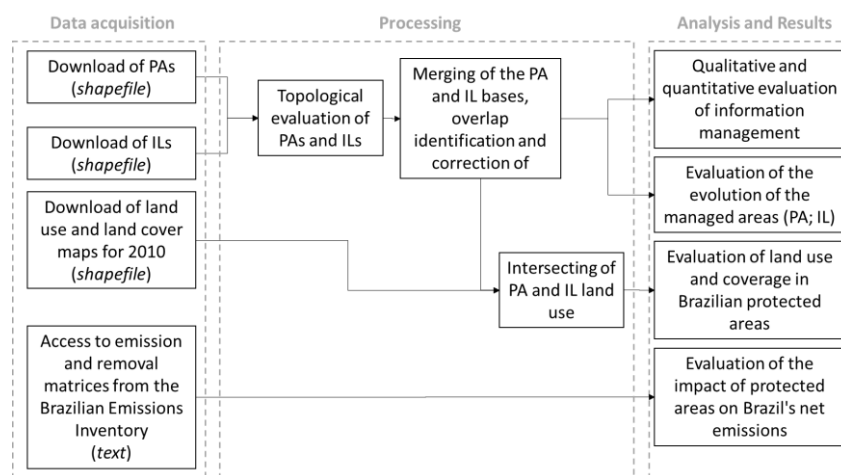 Data acquisition
Processing
Analysis and Results
Download of PAs
(shapefile)
Download of ILs
(shapefile)
Download of land
use and land cover
maps for 2010
(shapefile)
Access to emission
and removal
matrices from the
Brazilian Emissions
Inventory
(text)
Topological
evaluation of
PAs and ILs
Merging of the PA
and IL bases,
overlap
identification and
correction of
Intersecting of
PA and IL land
use
Qualitative and
quantitative evaluation
of information
management
Evaluation of the
evolution of the
managed areas (PA; IL)
Evaluation of land use
and coverage in
Brazilian protected
areas
Evaluation of the
impact of protected
areas on Brazil's net
emissions